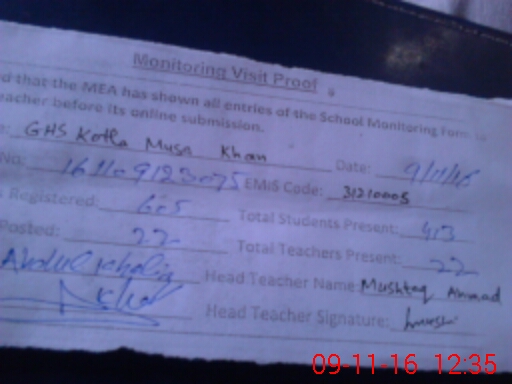 Monitoring Visit Proof
d that the MEA has shown all entries of the School Monitoring Form to
eacher before its online submission.
: GHS Kotla Musa Khan Date: 9/11/16
No: EMIS Code: 31210005
s Registered: 605 Total Students Present: 413
Posted: 22 Total Teachers Present: 22
Abdul Khaliq Head Teacher Name: Mushtaq Ahmad
Head Teacher Signature:
09-11-16 12:35